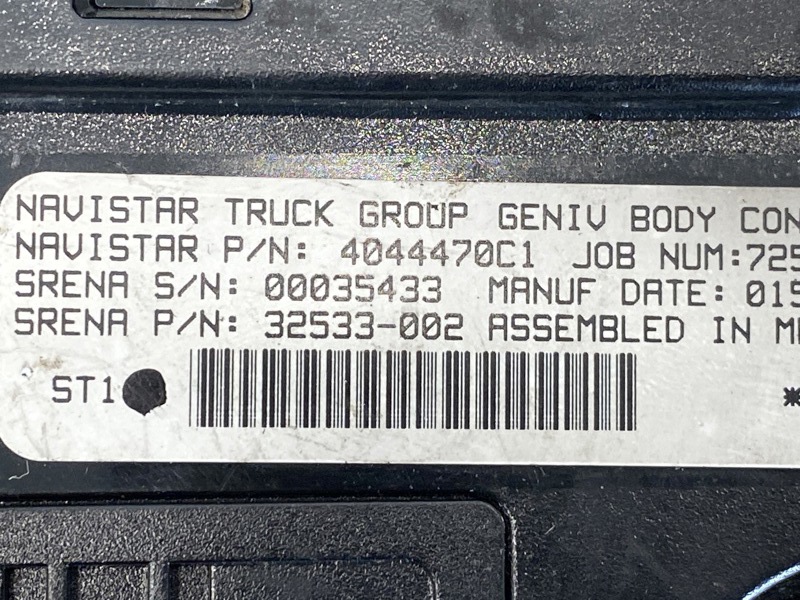 NAVISTAR TRUCK GROUP GENIV BODY CON
NAVISTAR P/N: 4044470C1 JOB NUM:725
SRENA S/N: 00035433 MANUF DATE: 015
SRENA P/N: 32533-002 ASSEMBLED IN M
ST1
*